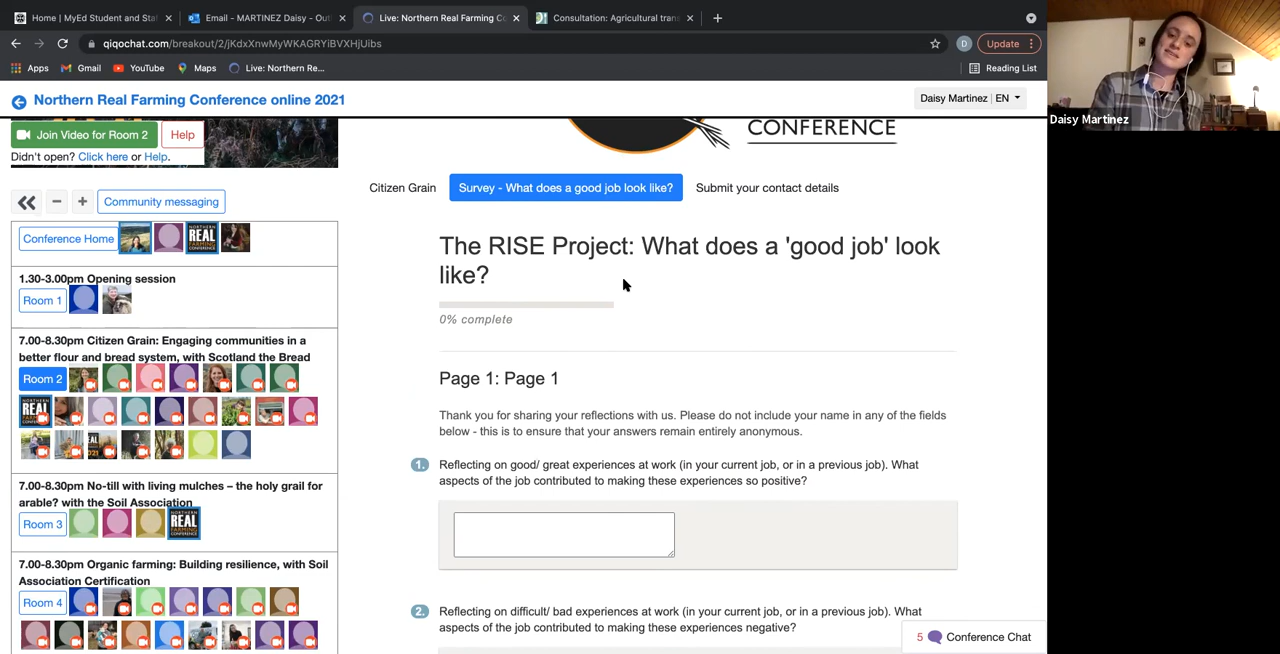 Home | MyEd Student and Sta
Email - MARTINEZ Daisy - Out
Live: Northern Real Farming Co
Consultation: Agricultural trans
qiqochat.com/breakout/2/jKdxXnwMyWKAGRYiBVXHjUibs
D
Update
Apps
Gmail
YouTube
Maps
Live: Northern Re...
Reading List
Northern Real Farming Conference online 2021
Daisy Martinez | EN
Daisy Martinez
Join Video for Room 2
Help
Didn't open? Click here or Help.
CONFERENCE
Community messaging
Citizen Grain
Survey - What does a good job look like?
Submit your contact details
Conference Home
NORTHERN REAL FARMING CONFERENCE
1.30-3.00pm Opening session
Room 1
7.00-8.30pm Citizen Grain: Engaging communities in a
better flour and bread system, with Scotland the Bread
Room 2
7.00-8.30pm No-till with living mulches – the holy grail for
arable? with the Soil Association
Room 3
7.00-8.30pm Organic farming: Building resilience, with Soil
Association Certification
Room 4
The RISE Project: What does a 'good job' look
like?
0% complete
Page 1: Page 1
Thank you for sharing your reflections with us. Please do not include your name in any of the fields
below - this is to ensure that your answers remain entirely anonymous.
1. Reflecting on good/ great experiences at work (in your current job, or in a previous job). What
aspects of the job contributed to making these experiences so positive?
2. Reflecting on difficult/ bad experiences at work (in your current job, or in a previous job). What
aspects of the job contributed to making these experiences negative?
5 Conference Chat